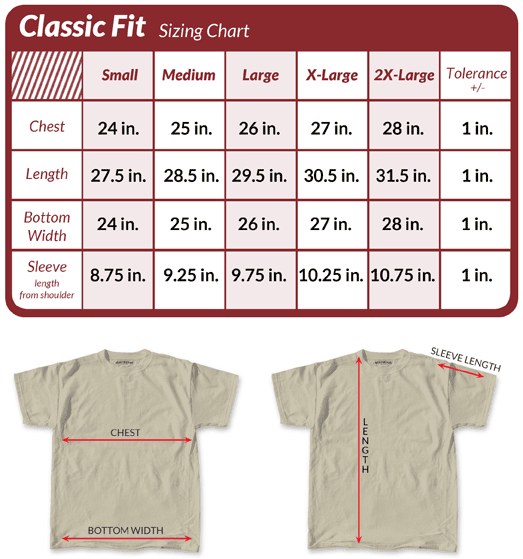 Classic Fit Sizing Chart
Small Medium Large X-Large 2X-Large Tolerance
+/-
Chest 24 in. 25 in. 26 in. 27 in. 28 in. 1 in.
Length 27.5 in. 28.5 in. 29.5 in. 30.5 in. 31.5 in. 1 in.
Bottom
Width 24 in. 25 in. 26 in. 27 in. 28 in. 1 in.
Sleeve
length
from shoulder 8.75 in. 9.25 in. 9.75 in. 10.25 in. 10.75 in. 1 in.
SLEEVE LENGTH
CHEST
LENGTH
BOTTOM WIDTH